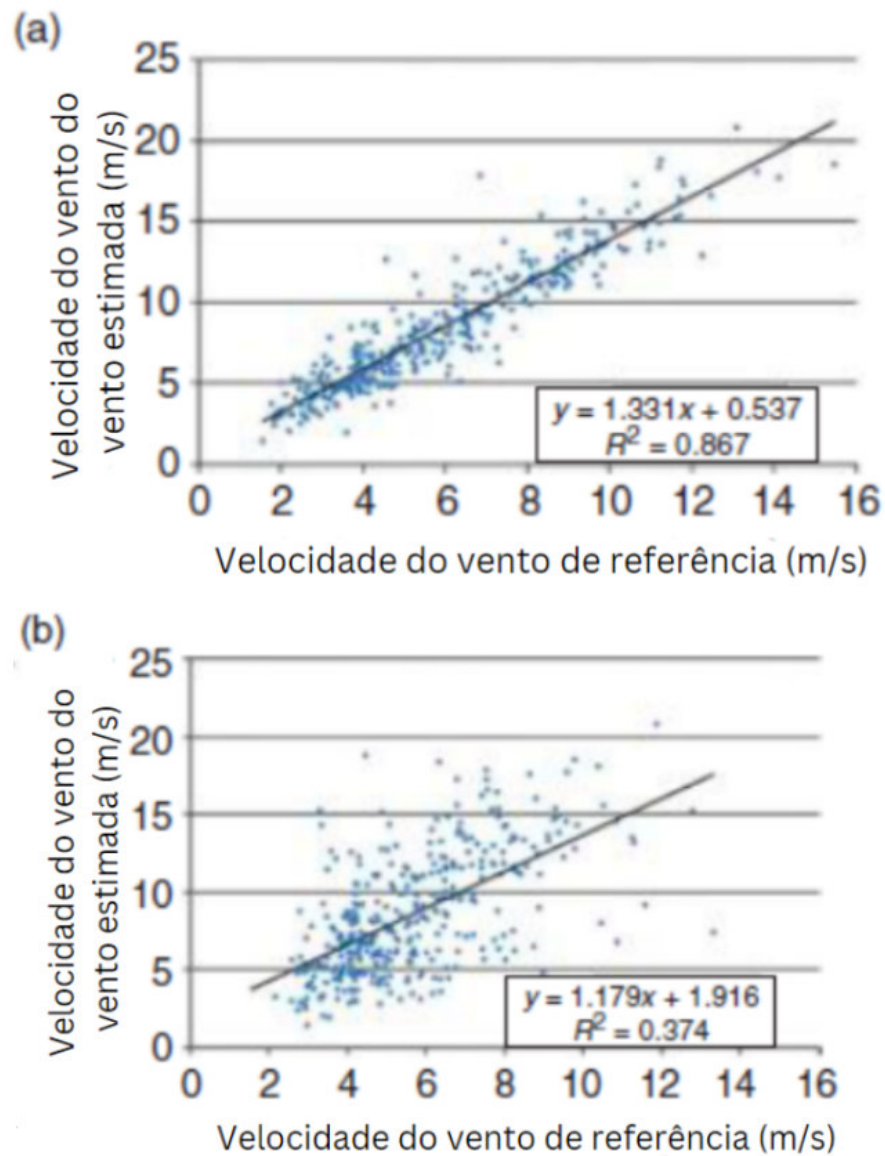 (a)
Velocidade do vento do
vento estimada (m/s)
25
20
15
10
5
0
y = 1.331x + 0.537
R² = 0.867
0 2 4 6 8 10 12 14 16
Velocidade do vento de referência (m/s)
(b)
Velocidade do vento do
vento estimada (m/s)
25
20
15
10
5
0
y = 1.179x + 1.916
R² = 0.374
0 2 4 6 8 10 12 14 16
Velocidade do vento de referência (m/s)